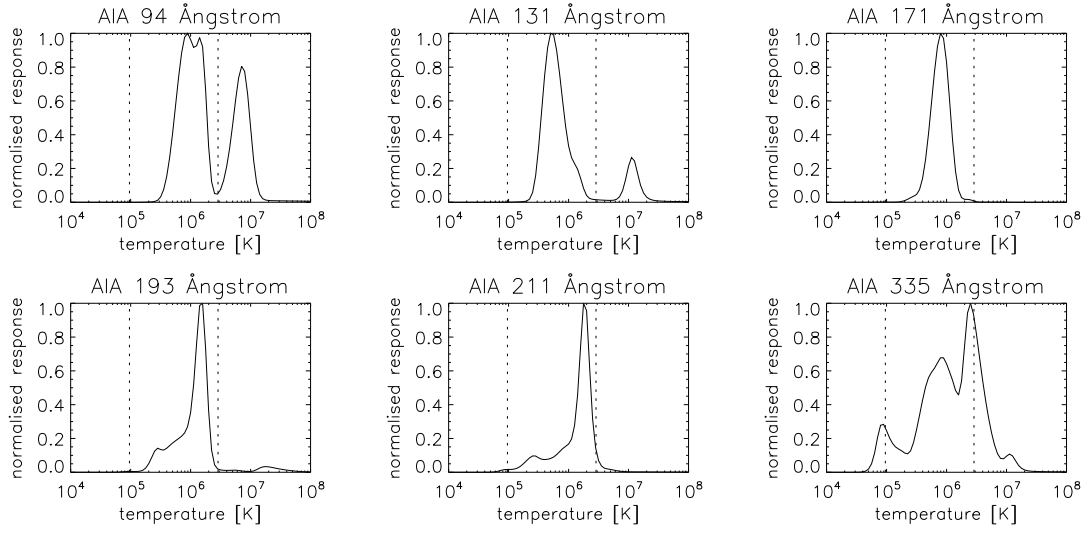 AIA 94 Ångstrom
normalised response
1.0
0.8
0.6
0.4
0.2
0.0
10^4 10^5 10^6 10^7 10^8
temperature [K]
AIA 131 Ångstrom
normalised response
1.0
0.8
0.6
0.4
0.2
0.0
10^4 10^5 10^6 10^7 10^8
temperature [K]
AIA 171 Ångstrom
normalised response
1.0
0.8
0.6
0.4
0.2
0.0
10^4 10^5 10^6 10^7 10^8
temperature [K]
AIA 193 Ångstrom
normalised response
1.0
0.8
0.6
0.4
0.2
0.0
10^4 10^5 10^6 10^7 10^8
temperature [K]
AIA 211 Ångstrom
normalised response
1.0
0.8
0.6
0.4
0.2
0.0
10^4 10^5 10^6 10^7 10^8
temperature [K]
AIA 335 Ångstrom
normalised response
1.0
0.8
0.6
0.4
0.2
0.0
10^4 10^5 10^6 10^7 10^8
temperature [K]